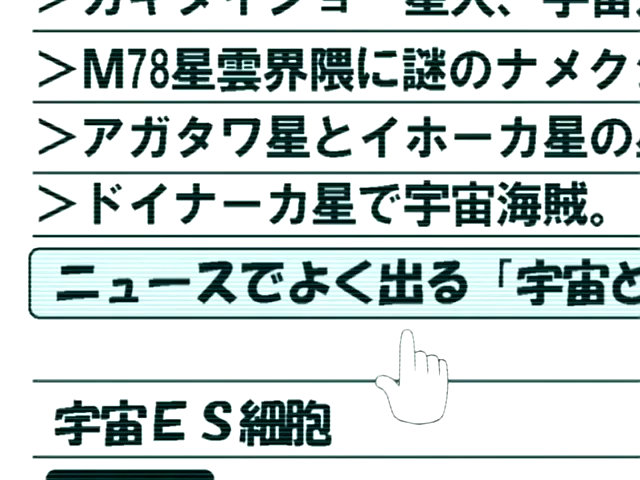 >M78星雲界隈に謎のナメク
>アガタワ星とイホーカ星の
>ドイナーカ星で宇宙海賊。
ニュースでよく出る「宇宙と
宇宙ES細胞